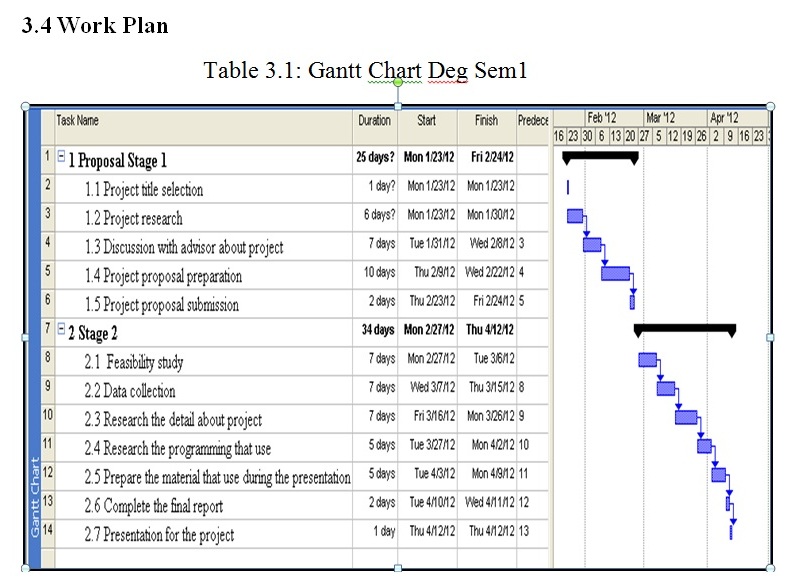 3.4 Work Plan
Table 3.1: Gantt Chart Deg Sem1
Task Name Duration Start Finish Predece Feb '12 Mar '12 Apr '12
16 23 30 6 13 20 27 5 12 19 26 2 9 16 23
1 1 Proposal Stage 1 25 days? Mon 1/23/12 Fri 2/24/12
2 1.1 Project title selection 1 day? Mon 1/23/12 Mon 1/23/12
3 1.2 Project research 6 days? Mon 1/23/12 Mon 1/30/12
4 1.3 Discussion with advisor about project 7 days Tue 1/31/12 Wed 2/8/12 3
5 1.4 Project proposal preparation 10 days Thu 2/9/12 Wed 2/22/12 4
6 1.5 Project proposal submission 2 days Thu 2/23/12 Fri 2/24/12 5
7 2 Stage 2 34 days Mon 2/27/12 Thu 4/12/12
8 2.1 Feasibility study 7 days Mon 2/27/12 Tue 3/6/12
9 2.2 Data collection 7 days Wed 3/7/12 Thu 3/15/12 8
10 2.3 Research the detail about project 7 days Fri 3/16/12 Mon 3/26/12 9
11 2.4 Research the programming that use 5 days Tue 3/27/12 Mon 4/2/12 10
12 2.5 Prepare the material that use during the presentation 5 days Tue 4/3/12 Mon 4/9/12 11
13 2.6 Complete the final report 2 days Tue 4/10/12 Wed 4/11/12 12
14 2.7 Presentation for the project 1 day Thu 4/12/12 Thu 4/12/12 13
Gantt Chart